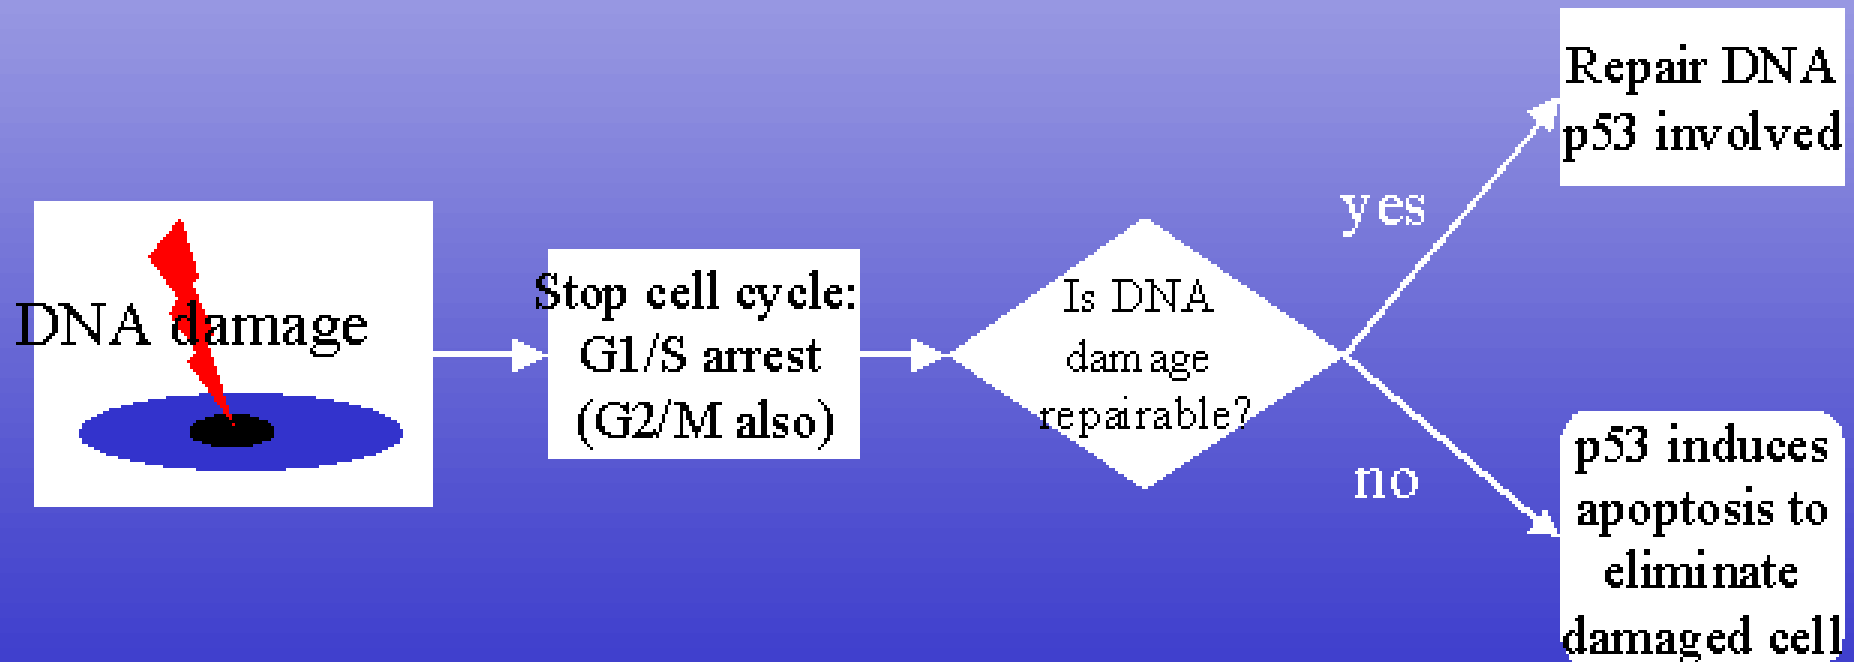 DNA damage
Stop cell cycle:
G1/S arrest
(G2/M also)
Is DNA
damage
repairable?
yes
Repair DNA
p53 involved
no
p53 induces
apoptosis to
eliminate
damaged cell